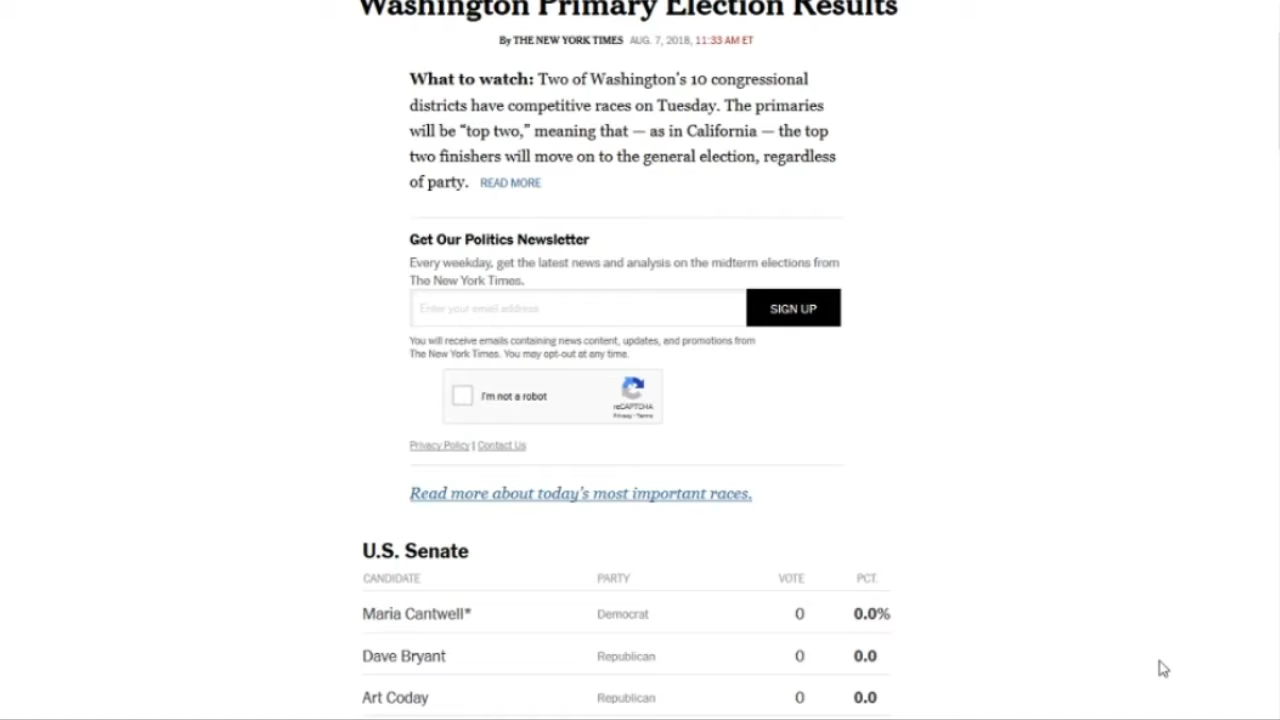 Washington Primary Election Results
By THE NEW YORK TIMES AUG. 7, 2018, 11:33 AM ET
What to watch: Two of Washington's 10 congressional
districts have competitive races on Tuesday. The primaries
will be “top two,” meaning that — as in California — the top
two finishers will move on to the general election, regardless
of party. READ MORE
Get Our Politics Newsletter
Every weekday, get the latest news and analysis on the midterm elections from
The New York Times.
Enter your email address SIGN UP
You will receive emails containing news content, updates, and promotions from
The New York Times. You may opt-out at any time.
I'm not a robot
reCAPTCHA
Privacy - Terms
Privacy Policy | Contact Us
Read more about today's most important races.
U.S. Senate
CANDIDATE PARTY VOTE PCT.
Maria Cantwell* Democrat 0 0.0%
Dave Bryant Republican 0 0.0
Art Coday Republican 0 0.0